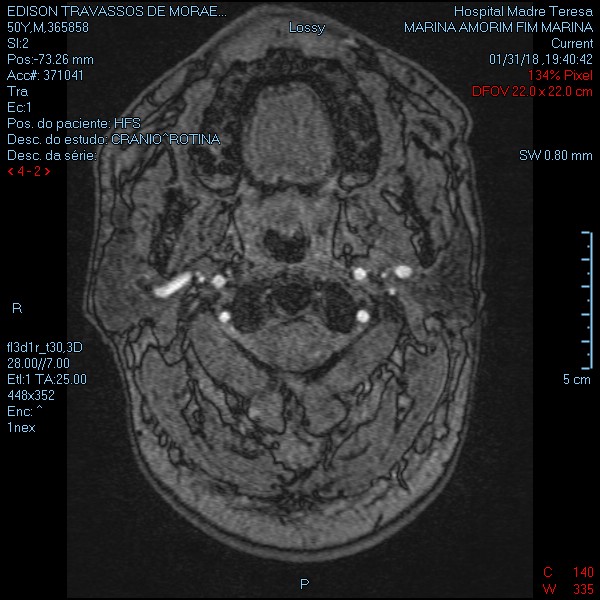 EDISON TRAVASSOS DE MORAE...
50Y,M,365858
Sl:2
Pos:-73.26 mm
Acc#: 371041
Tra
Ec:1
Pos. do paciente: HFS
Desc. do estudo: CRANIO^ROTINA
Desc. da série:
< 4 - 2 >
Lossy
Hospital Madre Teresa
MARINA AMORIM FIM MARINA
Current
01/31/18 ,19:40:42
134% Pixel
DFOV 22.0 x 22.0 cm
SW 0.80 mm
R
fl3d1r_t30,3D
28.00//7.00
Etl:1 TA:25.00
448x352
Enc: ^
1nex
5 cm
P
C 140
W 335